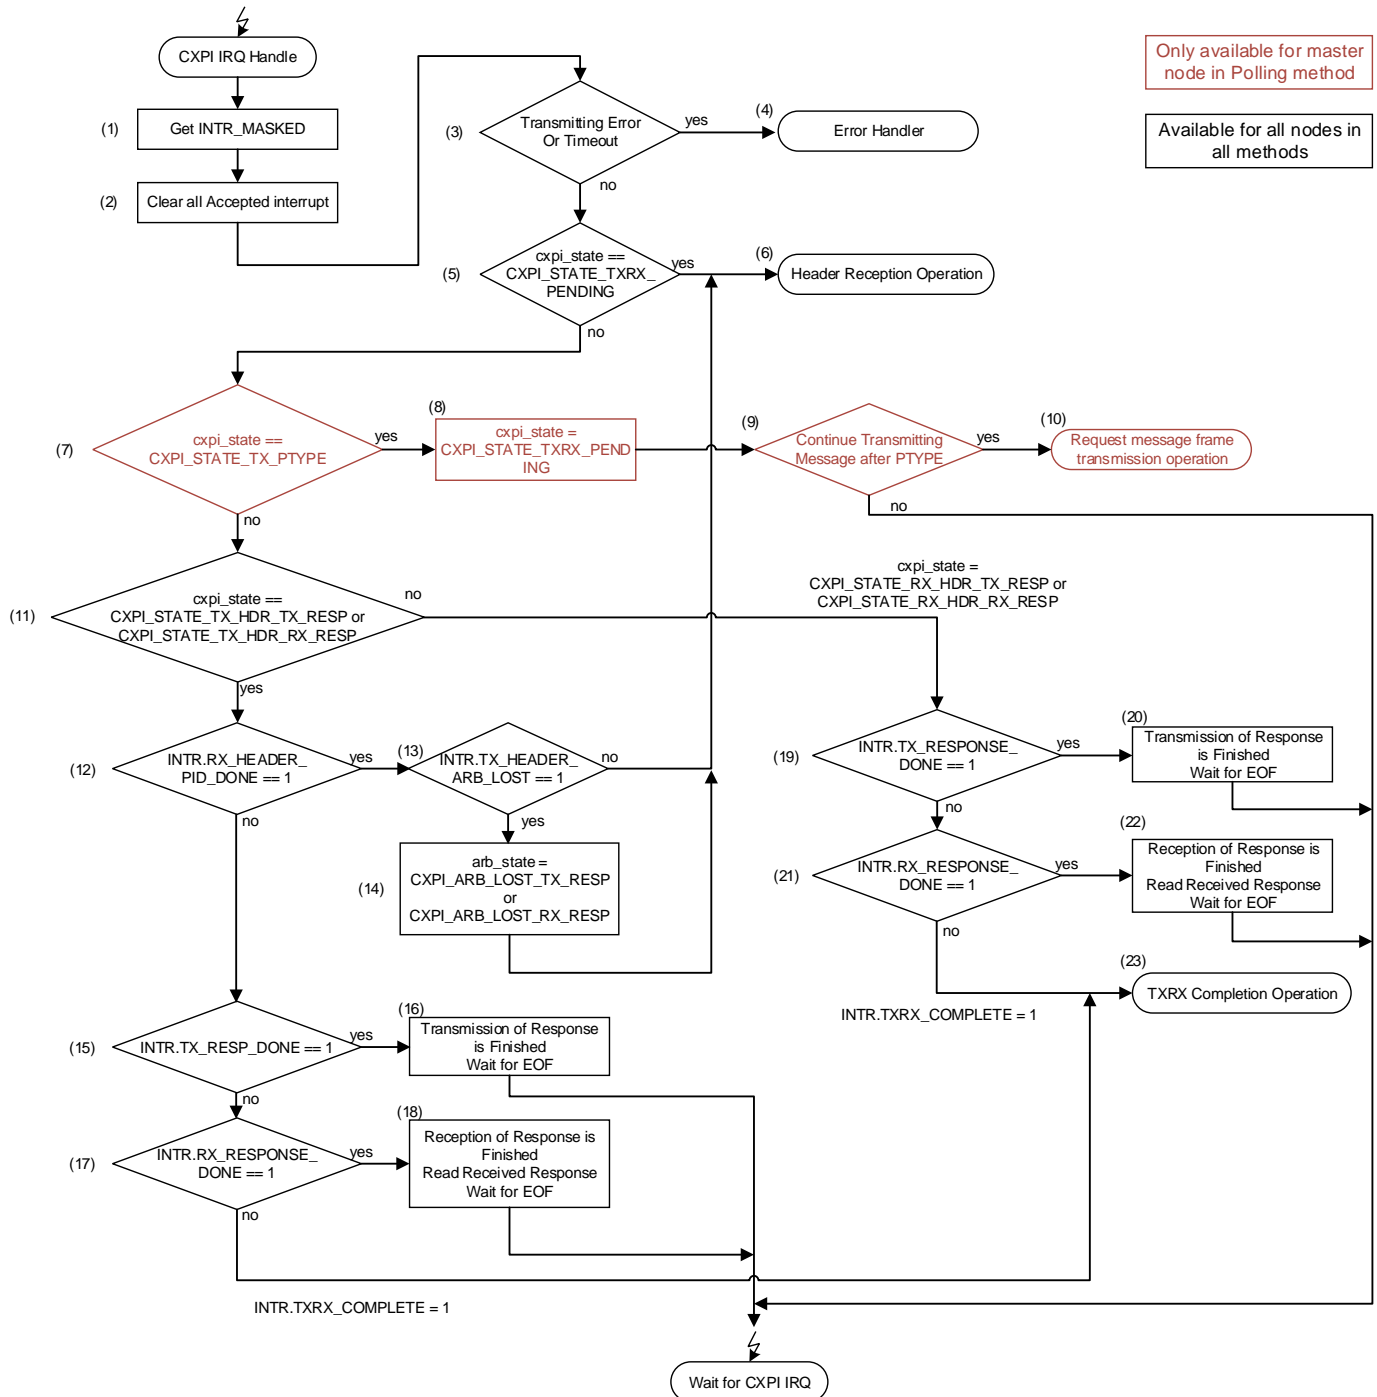 CXPI IRQ Handle
(1)
Get INTR_MASKED
(2)
Clear all Accepted interrupt
(3)
Transmitting Error
Or Timeout
yes
no
(4)
Error Handler
Only available for master
node in Polling method
Available for all nodes in
all methods
(5)
cxpi_state ==
CXPI_STATE_TXRX_
PENDING
yes
no
(6)
Header Reception Operation
(7)
cxpi_state ==
CXPI_STATE_TX_PTYPE
yes
no
(8)
cxpi_state =
CXPI_STATE_TXRX_PEND
ING
(9)
Continue Transmitting
Message after PTYPE
yes
no
(10)
Request message frame
transmission operation
(11)
cxpi_state ==
CXPI_STATE_TX_HDR_TX_RESP or
CXPI_STATE_TX_HDR_RX_RESP
no
yes
cxpi_state =
CXPI_STATE_RX_HDR_TX_RESP or
CXPI_STATE_RX_HDR_RX_RESP
(12)
INTR.RX_HEADER_
PID_DONE == 1
yes
no
(13)
INTR.TX_HEADER_
ARB_LOST == 1
no
yes
(14)
arb_state =
CXPI_ARB_LOST_TX_RESP
or
CXPI_ARB_LOST_RX_RESP
(19)
INTR.TX_RESPONSE_
DONE == 1
yes
no
(20)
Transmission of Response
is Finished
Wait for EOF
(21)
INTR.RX_RESPONSE_
DONE == 1
yes
no
(22)
Reception of Response is
Finished
Read Received Response
Wait for EOF
(23)
TXRX Completion Operation
INTR.TXRX_COMPLETE = 1
(15)
INTR.TX_RESP_DONE == 1
yes
no
(16)
Transmission of Response
is Finished
Wait for EOF
(17)
INTR.RX_RESPONSE_
DONE == 1
yes
no
(18)
Reception of Response is
Finished
Read Received Response
Wait for EOF
INTR.TXRX_COMPLETE = 1
Wait for CXPI IRQ